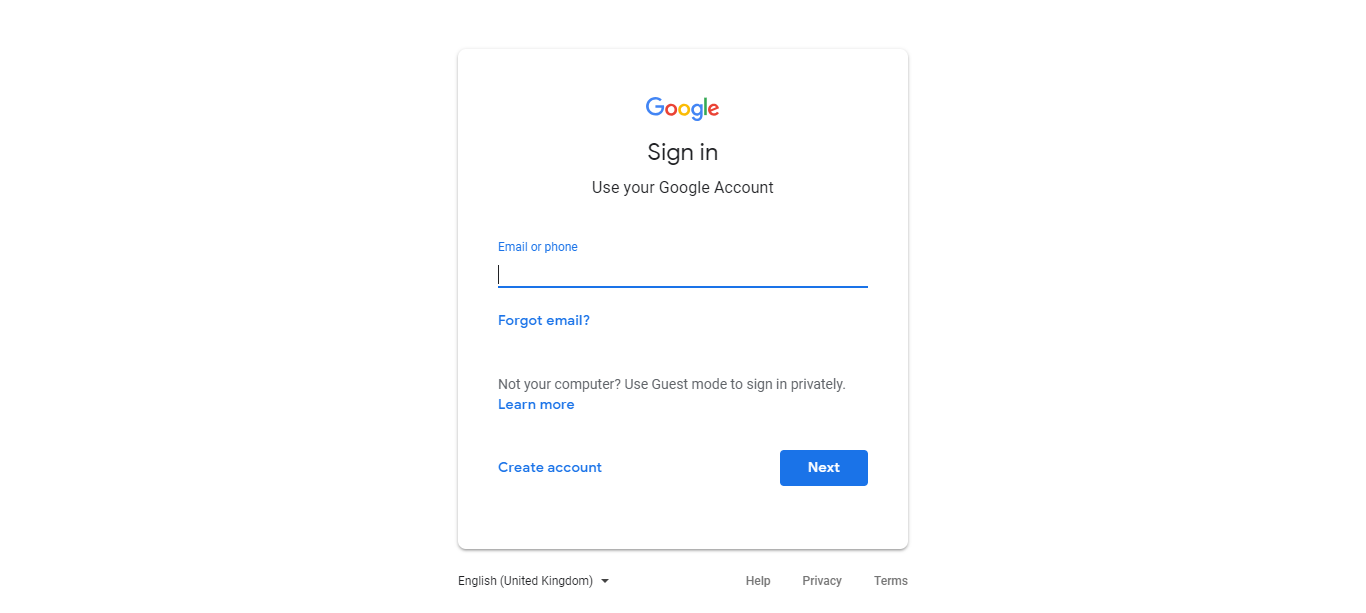 Google
Sign in
Use your Google Account
Email or phone
Forgot email?
Not your computer? Use Guest mode to sign in privately.
Learn more
Create account
Next
English (United Kingdom)
Help
Privacy
Terms